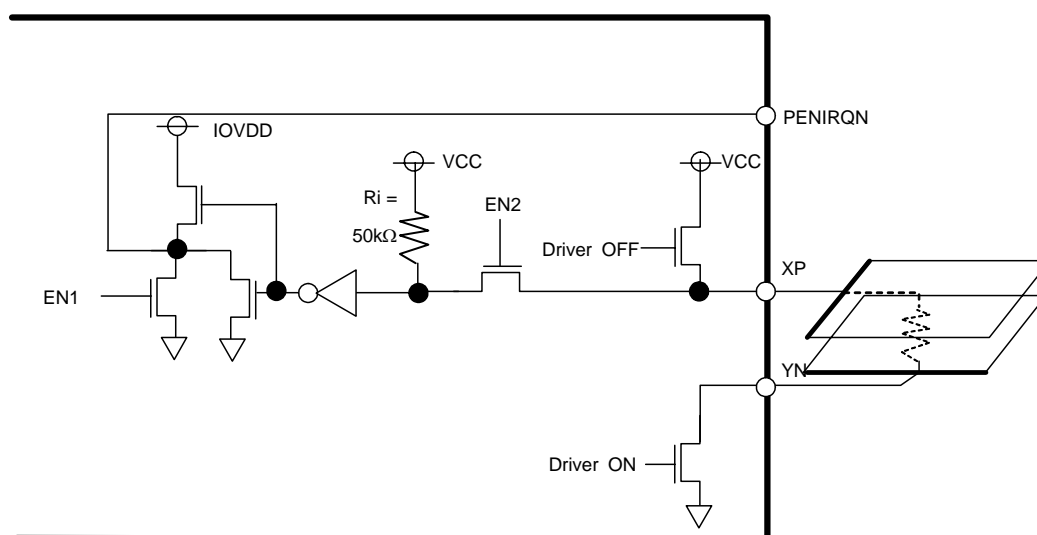 PENIRQN
IOVDD
VCC
VCC
Ri =
50kΩ
EN2
Driver OFF
XP
EN1
YN
Driver ON